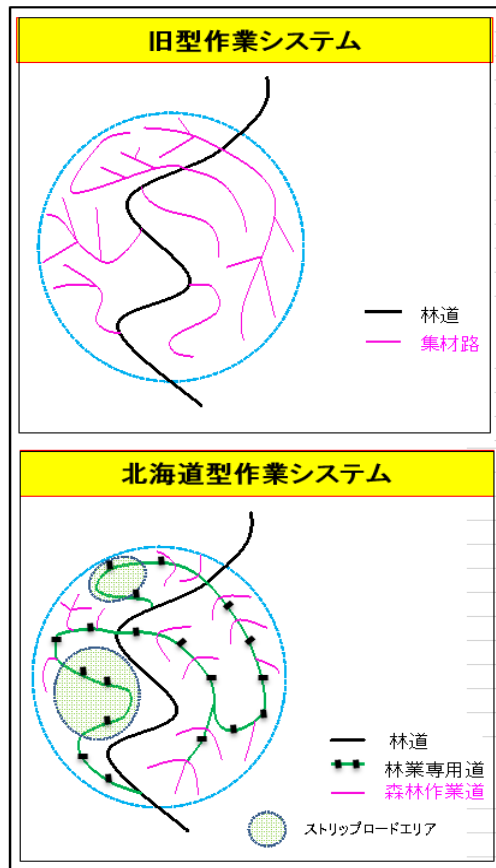 旧型作業システム
林道
集材路
北海道型作業システム
林道
林業専用道
森林作業道
ストリップロードエリア